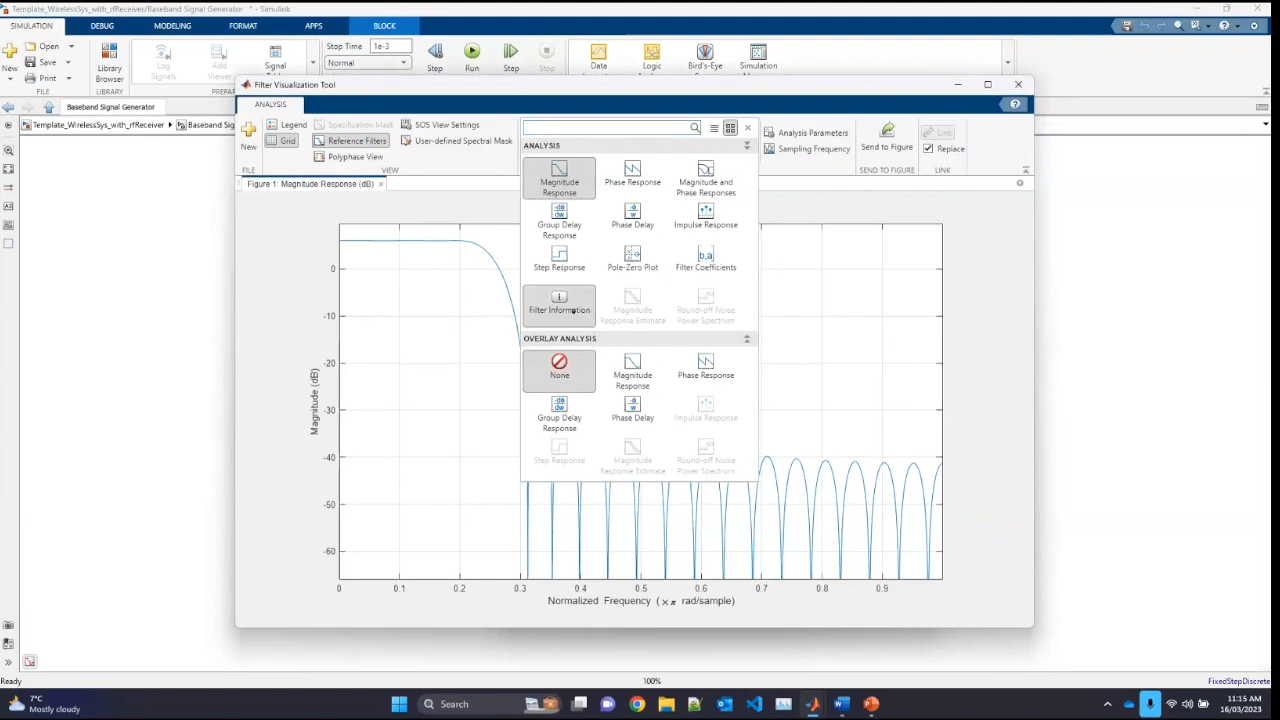 Template_WirelessSys_with_rfReceiver/Baseband Signal Generator * - Simulink
SIMULATION DEBUG MODELING FORMAT APPS BLOCK
Open
Save
Print
New
FILE
Library
Browser
LIBRARY
Log
Signals
Add
Viewer
Signal
Stop Time 1e-3
Normal
Step
Run
Step
Stop
Data
Logic
Bird's-Eye
Simulation
Baseband Signal Generator
Template_WirelessSys_with_rfReceiver
Baseband Sig
Filter Visualization Tool
ANALYSIS
New
FILE
Legend
Grid
Specification Mask
Reference Filters
Polyphase View
SOS View Settings
User-defined Spectral Mask
VIEW
Analysis Parameters
Sampling Frequency
Send to Figure
SEND TO FIGURE
Link
Replace
LINK
Figure 1: Magnitude Response (dB)
ANALYSIS
Magnitude
Response
Phase Response
Magnitude and
Phase Responses
Group Delay
Response
Phase Delay
Impulse Response
Step Response
Pole-Zero Plot
b,a
Filter Coefficients
Filter Information
Magnitude
Response Estimate
Round-off Noise
Power Spectrum
OVERLAY ANALYSIS
None
Magnitude
Response
Phase Response
Group Delay
Response
Phase Delay
Impulse Response
Step Response
Magnitude
Response Estimate
Round-off Noise
Power Spectrum
Magnitude (dB)
0
-10
-20
-30
-40
-50
-60
0 0.1 0.2 0.3 0.4 0.5 0.6 0.7 0.8 0.9
Normalized Frequency (×π rad/sample)
Ready 100% FixedStepDiscrete
7°C
Mostly cloudy
Search
11:15 AM
16/03/2023